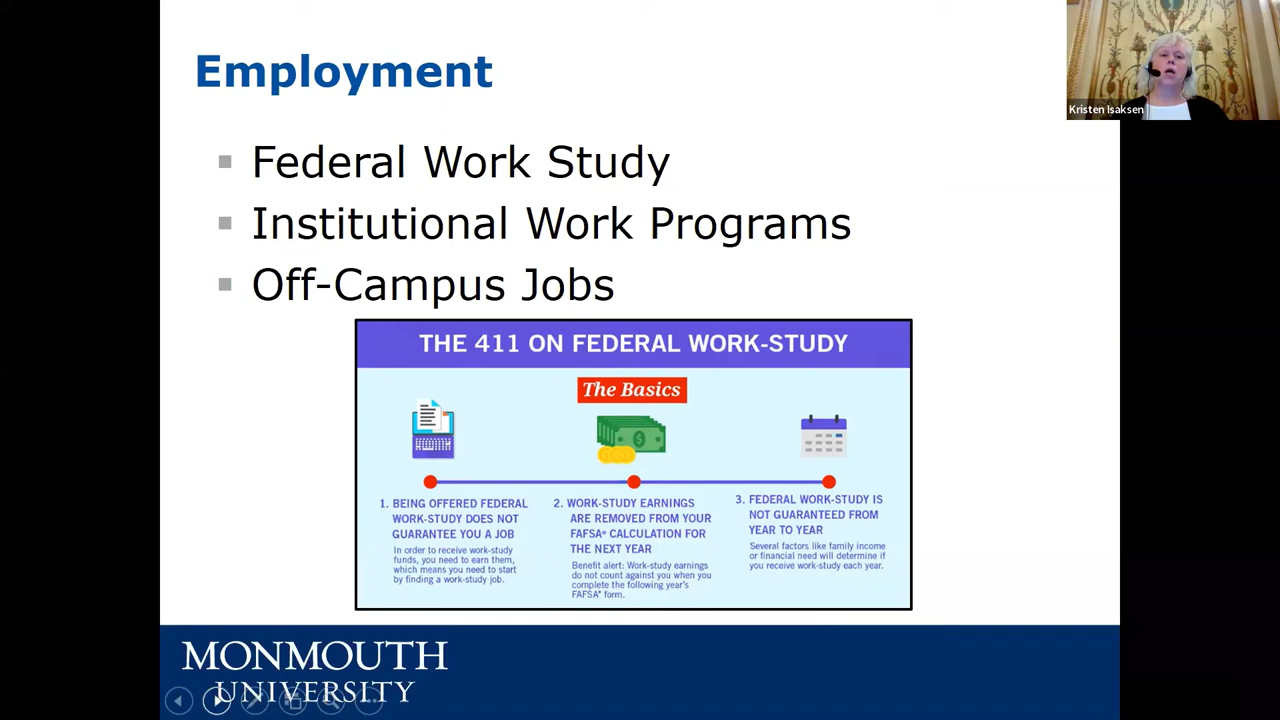 Employment
Kristen Isaksen
Federal Work Study
Institutional Work Programs
Off-Campus Jobs
THE 411 ON FEDERAL WORK-STUDY
The Basics
1. BEING OFFERED FEDERAL
WORK-STUDY DOES NOT
GUARANTEE YOU A JOB
In order to receive work-study
funds, you need to earn them,
which means you need to start
by finding a work-study job.
2. WORK-STUDY EARNINGS
ARE REMOVED FROM YOUR
FAFSA® CALCULATION FOR
THE NEXT YEAR
Benefit alert: Work-study earnings
do not count against you when you
complete the following year's
FAFSA® form.
3. FEDERAL WORK-STUDY IS
NOT GUARANTEED FROM
YEAR TO YEAR
Several factors like family income
or financial need will determine if
you receive work-study each year.
MONMOUTH
UNIVERSITY